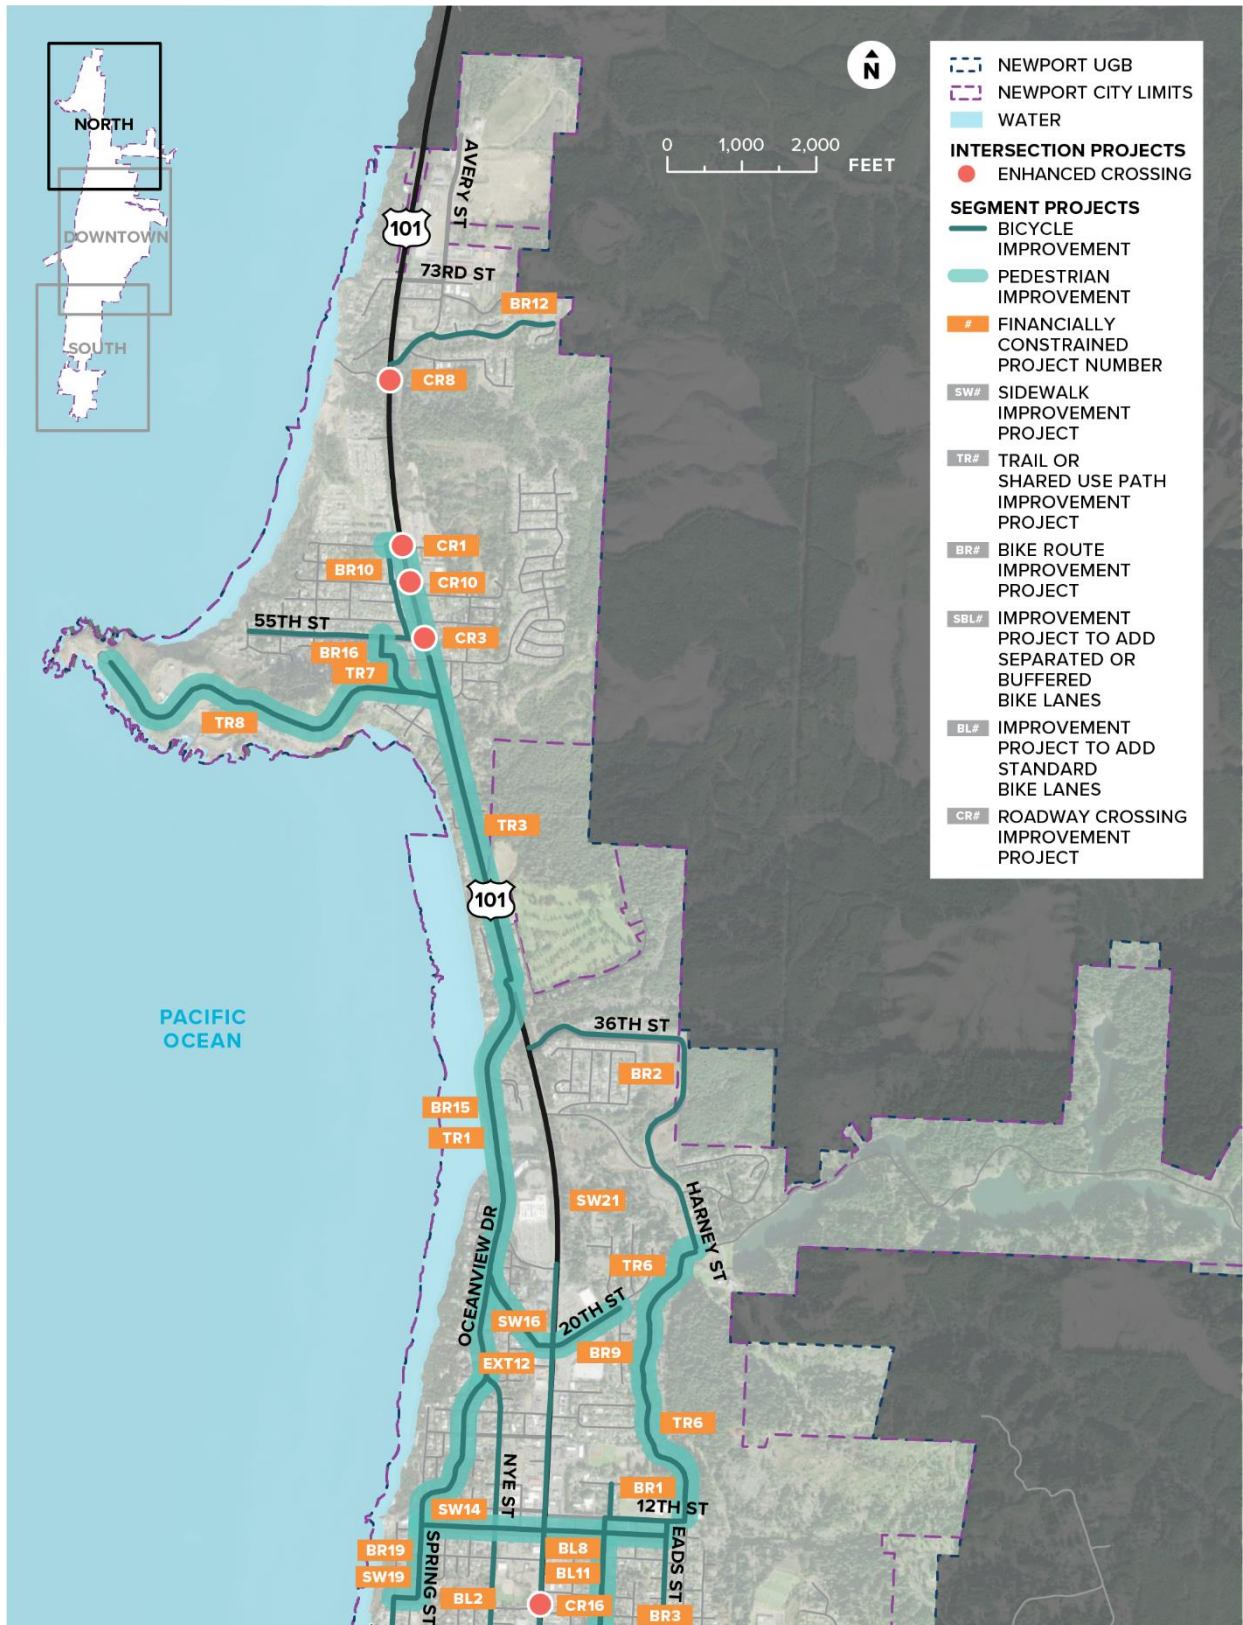 NORTH
DOWNTOWN
SOUTH
N
0 1,000 2,000
FEET
NEWPORT UGB
NEWPORT CITY LIMITS
WATER
INTERSECTION PROJECTS
ENHANCED CROSSING
SEGMENT PROJECTS
BICYCLE
IMPROVEMENT
PEDESTRIAN
IMPROVEMENT
# FINANCIALLY
CONSTRAINED
PROJECT NUMBER
SW# SIDEWALK
IMPROVEMENT
PROJECT
TR# TRAIL OR
SHARED USE PATH
IMPROVEMENT
PROJECT
BR# BIKE ROUTE
IMPROVEMENT
PROJECT
SBL# IMPROVEMENT
PROJECT TO ADD
SEPARATED OR
BUFFERED
BIKE LANES
BL# IMPROVEMENT
PROJECT TO ADD
STANDARD
BIKE LANES
CR# ROADWAY CROSSING
IMPROVEMENT
PROJECT
AVERY ST
101
73RD ST
BR12
CR8
CR1
BR10
CR10
55TH ST
CR3
BR16
TR7
TR8
TR3
101
PACIFIC
OCEAN
36TH ST
BR2
BR15
TR1
SW21
HARNEY ST
OCEANVIEW DR
TR6
SW16
20TH ST
BR9
EXT12
TR6
NYE ST
BR1
SW14
12TH ST
BR19
BL8
SW19
BL11
SPRING ST
EADS ST
BL2
CR16
BR3